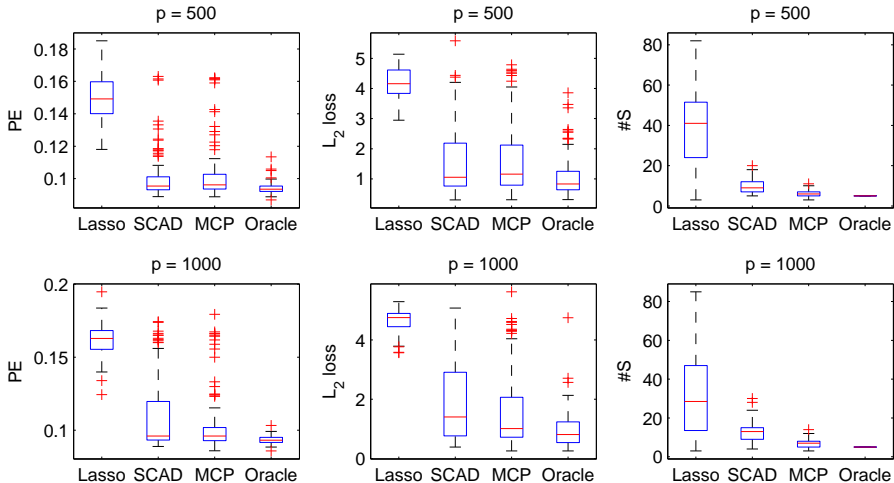 p = 500
p = 500
p = 500
PE
0.18
0.16
0.14
0.12
0.1
Lasso SCAD MCP Oracle
L2 loss
5
4
3
2
1
Lasso SCAD MCP Oracle
#S
80
60
40
20
0
Lasso SCAD MCP Oracle
p = 1000
p = 1000
p = 1000
PE
0.2
0.15
0.1
Lasso SCAD MCP Oracle
L2 loss
4
2
0
Lasso SCAD MCP Oracle
#S
80
60
40
20
0
Lasso SCAD MCP Oracle